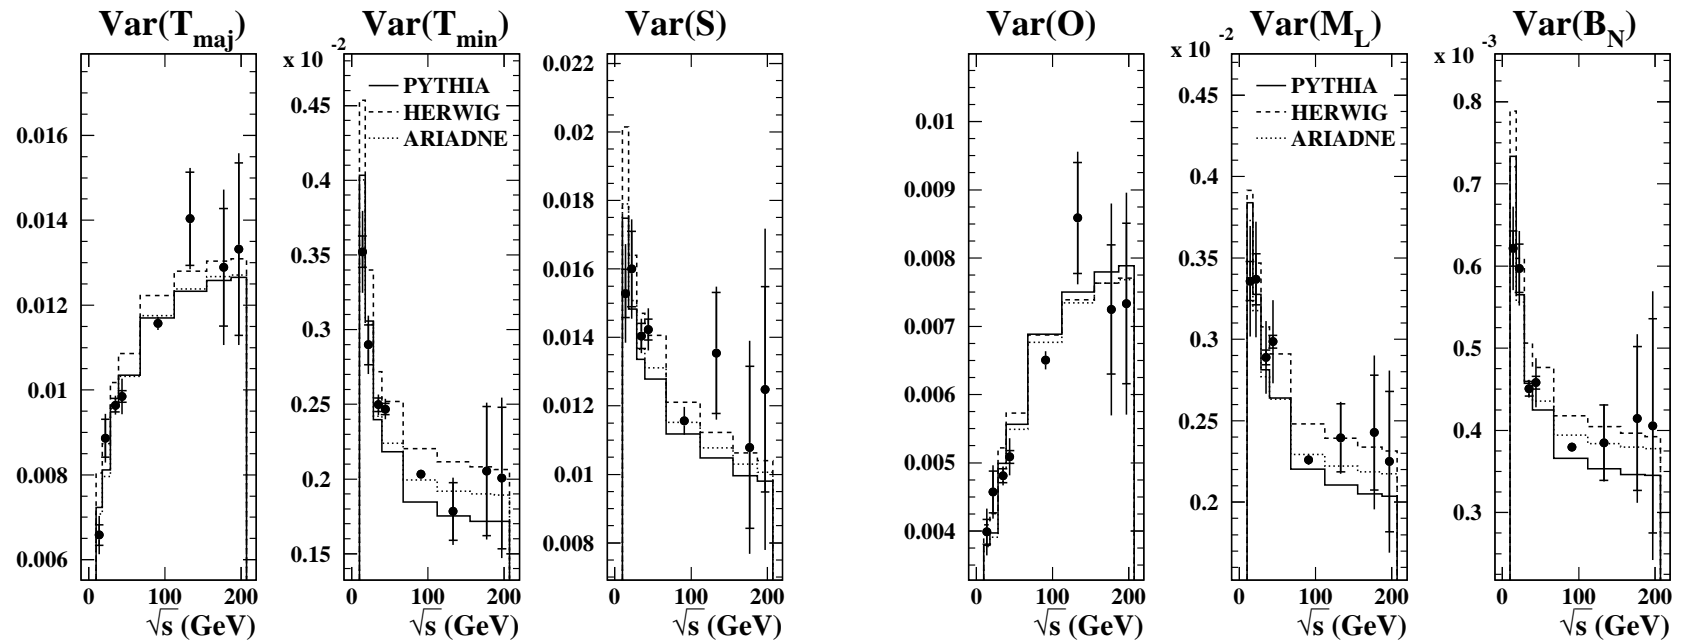 Var(T_maj)
0.016
0.014
0.012
0.01
0.008
0.006
0 100 200
√s (GeV)
Var(T_min)
x 10^-2
PYTHIA
HERWIG
ARIADNE
0.45
0.4
0.35
0.3
0.25
0.2
0.15
0 100 200
√s (GeV)
Var(S)
0.022
0.02
0.018
0.016
0.014
0.012
0.01
0.008
0 100 200
√s (GeV)
Var(O)
0.01
0.009
0.008
0.007
0.006
0.005
0.004
0 100 200
√s (GeV)
Var(M_L)
x 10^-2
PYTHIA
HERWIG
ARIADNE
0.45
0.4
0.35
0.3
0.25
0.2
0 100 200
√s (GeV)
Var(B_N)
x 10^-3
0.8
0.7
0.6
0.5
0.4
0.3
0 100 200
√s (GeV)